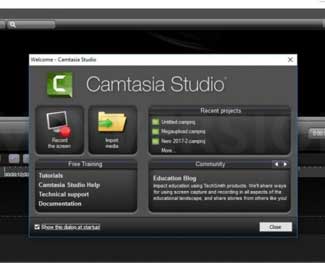 Welcome - Camtasia Studio
Camtasia Studio
Record
the screen
Import
media
Recent projects
Untitled.camproj
Megaupload.camproj
Nero 2017-2.camproj
More...
Free Training
Tutorials
Camtasia Studio Help
Technical support
Documentation
Community
Education Blog
Impact education using TechSmith products. We'll share ways
for using screen capture and recording in all aspects of the
educational landscape, and share stories from others like you!
Show this dialog at startup
Close